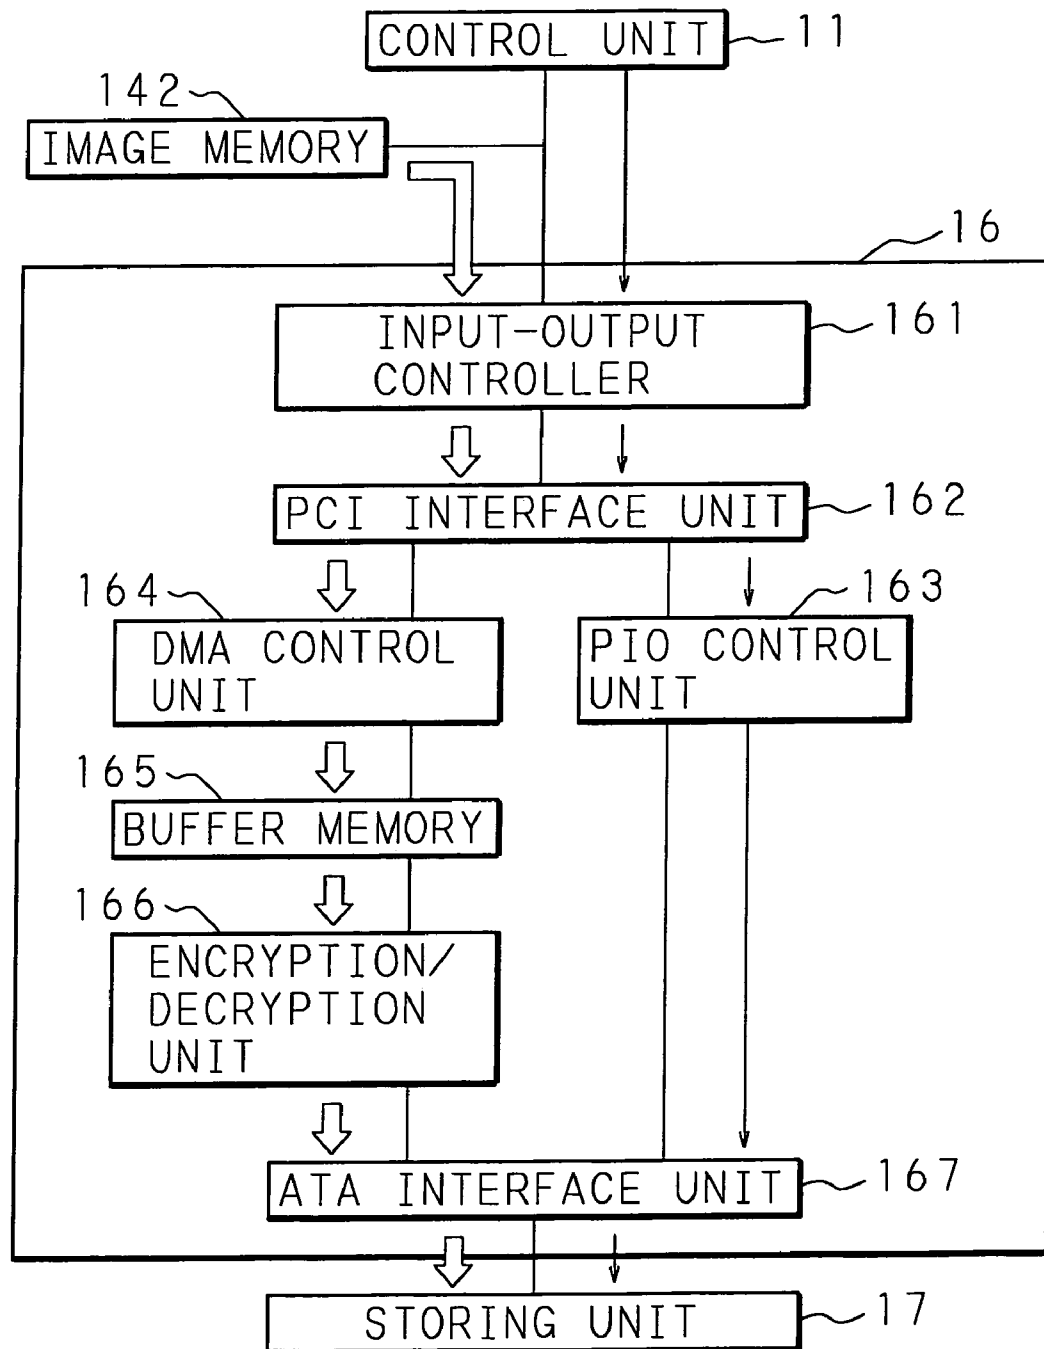 CONTROL UNIT 11
142
IMAGE MEMORY
16
INPUT-OUTPUT
CONTROLLER
161
PCI INTERFACE UNIT 162
164
163
DMA CONTROL
UNIT
PIO CONTROL
UNIT
165
BUFFER MEMORY
166
ENCRYPTION/
DECRYPTION
UNIT
ATA INTERFACE UNIT 167
STORING UNIT 17